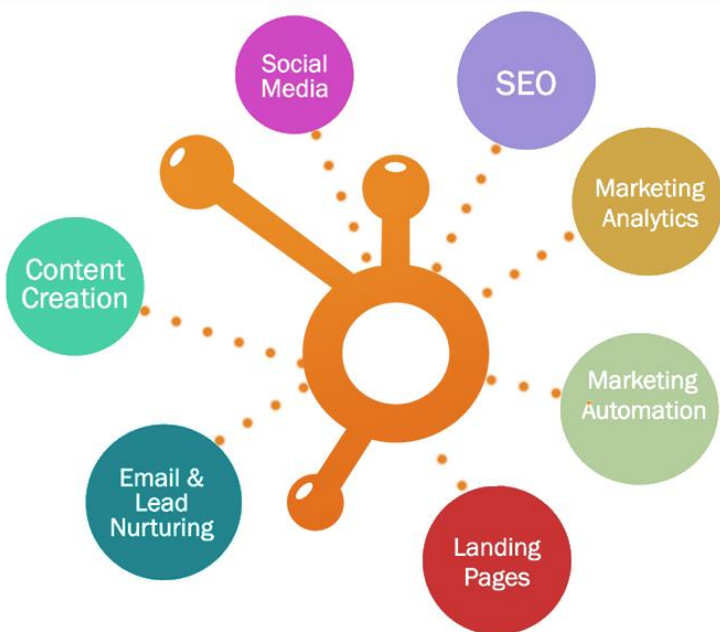 Social
Media
SEO
Marketing
Analytics
Content
Creation
Marketing
Automation
Email &
Lead
Nurturing
Landing
Pages